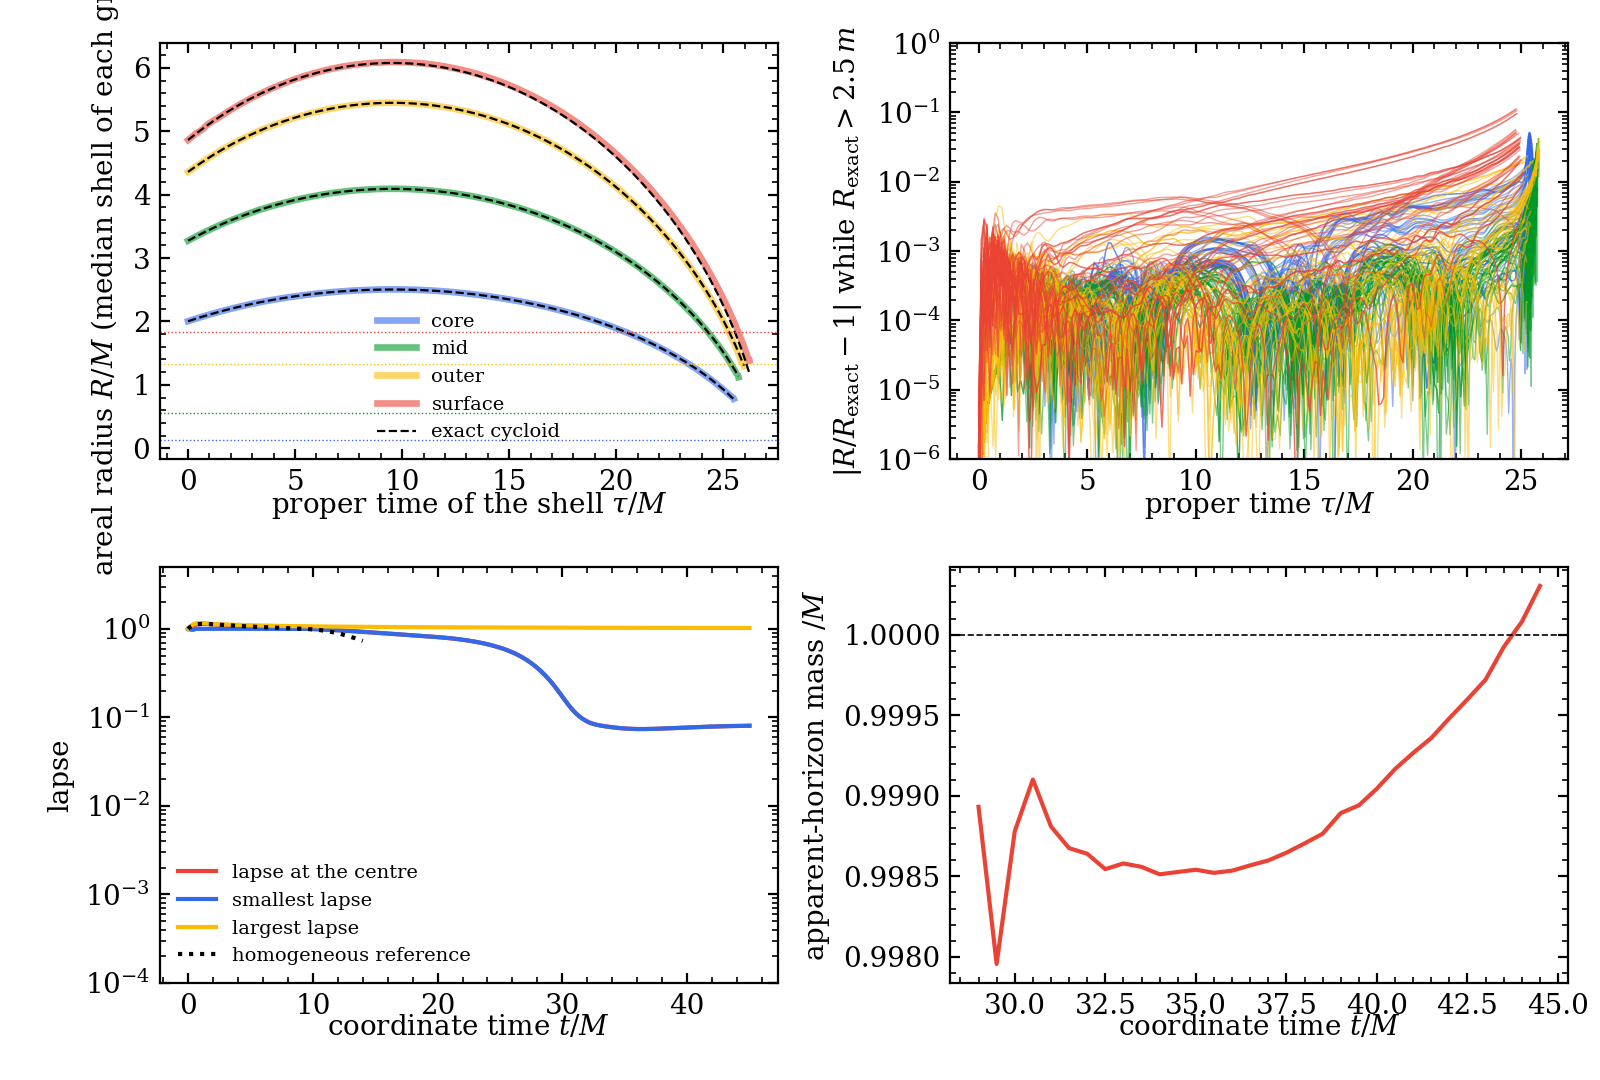 areal radius R/M (median shell of each gr
6
5
4
3
2
1
0
core
mid
outer
surface
exact cycloid
0 5 10 15 20 25
proper time of the shell τ/M
|R/R_exact − 1| while R_exact > 2.5 m
10⁰
10⁻¹
10⁻²
10⁻³
10⁻⁴
10⁻⁵
10⁻⁶
0 5 10 15 20 25
proper time τ/M
lapse
10⁰
10⁻¹
10⁻²
10⁻³
10⁻⁴
lapse at the centre
smallest lapse
largest lapse
homogeneous reference
0 10 20 30 40
coordinate time t/M
apparent-horizon mass /M
1.0000
0.9995
0.9990
0.9985
0.9980
30.0 32.5 35.0 37.5 40.0 42.5 45.0
coordinate time t/M